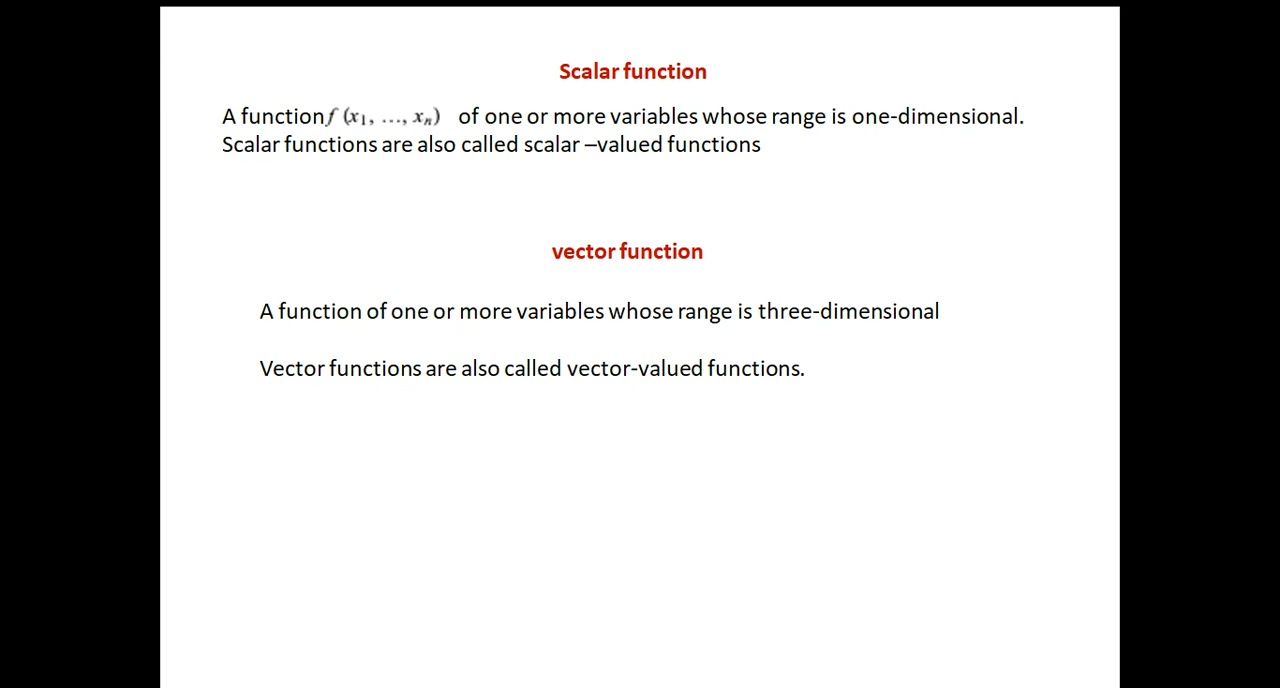 Scalar function
A function f (x1, ..., xn) of one or more variables whose range is one-dimensional.
Scalar functions are also called scalar –valued functions
vector function
A function of one or more variables whose range is three-dimensional
Vector functions are also called vector-valued functions.